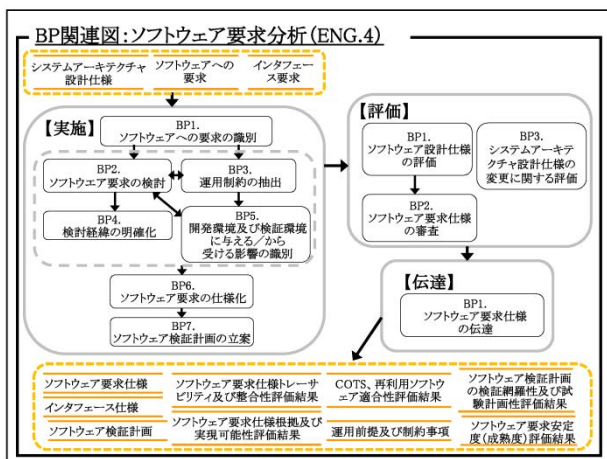 BP関連図：ソフトウェア要求分析（ENG.4）
システムアーキテクチャ
設計仕様
ソフトウェアへの
要求
インタフェー
ス要求
【実施】
BP1.
ソフトウェアへの要求の識別
BP2.
ソフトウエア要求の検討
BP3.
運用制約の抽出
BP4.
検討経緯の明確化
BP5.
開発環境及び検証環境
に与える／から
受ける影響の識別
BP6.
ソフトウェア要求の仕様化
BP7.
ソフトウェア検証計画の立案
【評価】
BP1.
ソフトウェア設計仕様
の評価
BP3.
システムアーキ
テクチャ設計仕様の
変更に関する評価
BP2.
ソフトウェア要求仕様
の審査
【伝達】
BP1.
ソフトウェア要求仕様
の伝達
ソフトウェア要求仕様
インタフェース仕様
ソフトウェア検証計画
ソフトウェア要求仕様トレーサ
ビリティ及び整合性評価結果
ソフトウェア要求仕様根拠及び
実現可能性評価結果
COTS、再利用ソフトウ
ェア適合性評価結果
運用前提及び制約事項
ソフトウェア検証計画
の検証網羅性及び試
験計画性評価結果
ソフトウェア要求安定
度(成熟度)評価結果